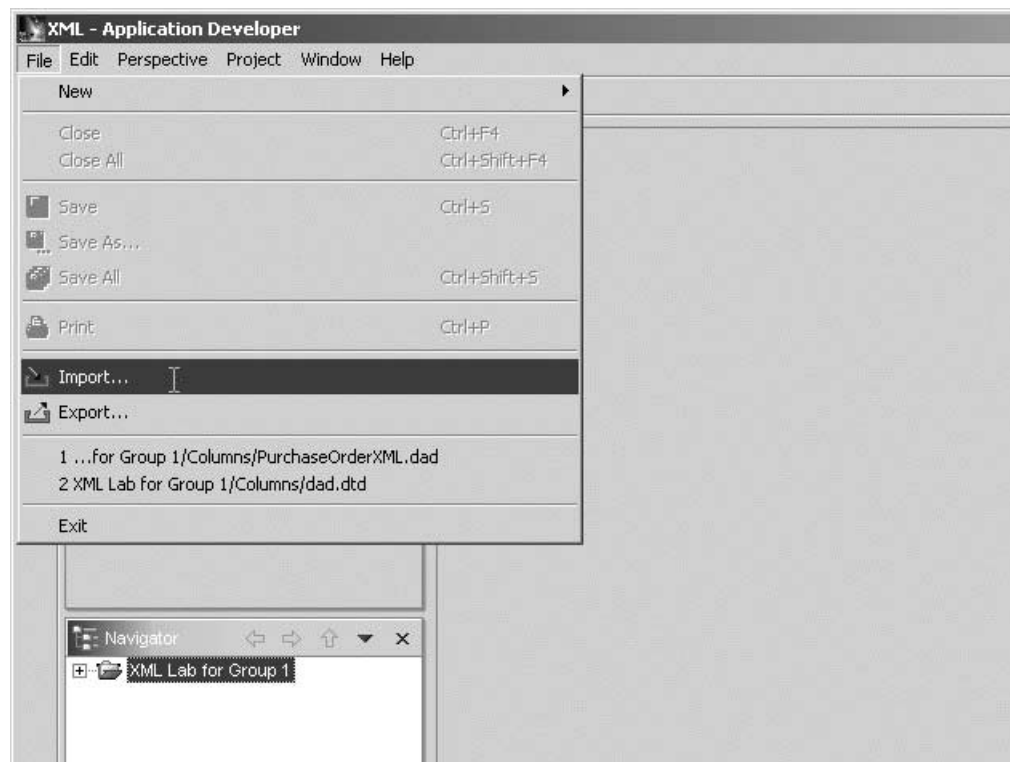 XML - Application Developer
File Edit Perspective Project Window Help
New
Close Ctrl+F4
Close All Ctrl+Shift+F4
Save Ctrl+S
Save As...
Save All Ctrl+Shift+S
Print Ctrl+P
Import...
Export...
1 ...for Group 1/Columns/PurchaseOrderXML.dad
2 XML Lab for Group 1/Columns/dad.dtd
Exit
Navigator
XML Lab for Group 1